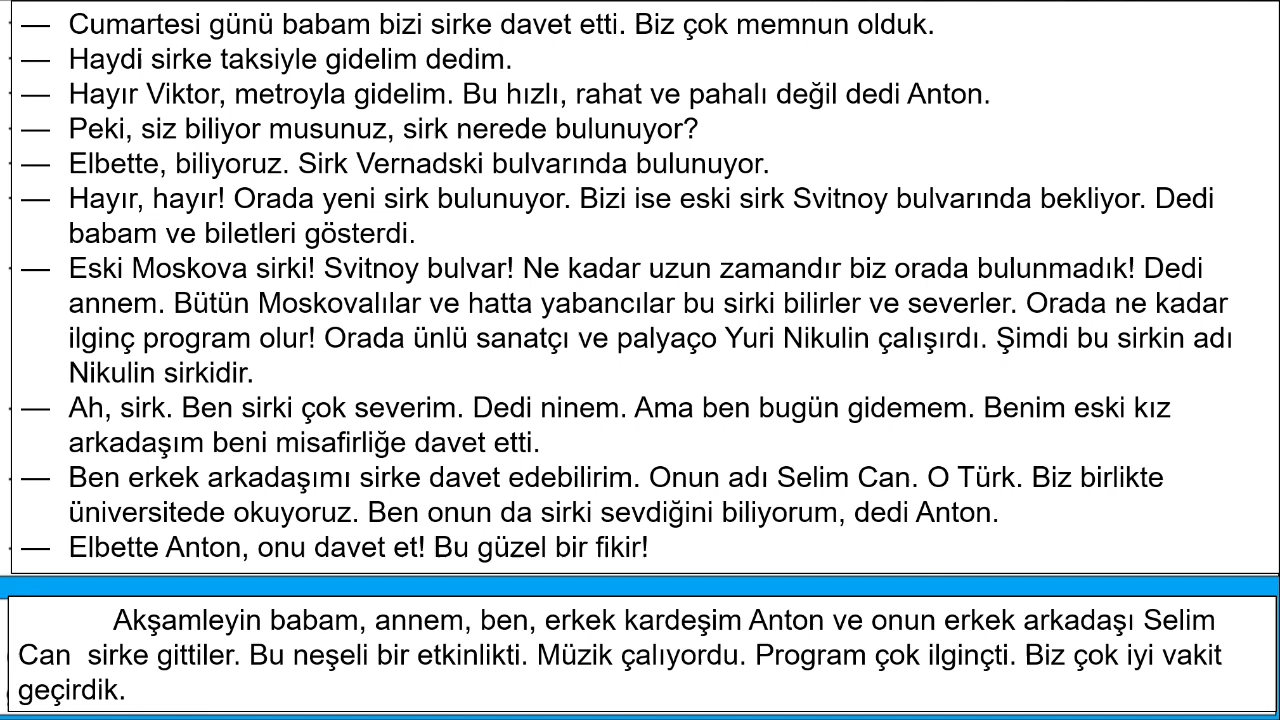 — Cumartesi günü babam bizi sirke davet etti. Biz çok memnun olduk.
— Haydi sirke taksiyle gidelim dedim.
— Hayır Viktor, metroyla gidelim. Bu hızlı, rahat ve pahalı değil dedi Anton.
— Peki, siz biliyor musunuz, sirk nerede bulunuyor?
— Elbette, biliyoruz. Sirk Vernadski bulvarında bulunuyor.
— Hayır, hayır! Orada yeni sirk bulunuyor. Bizi ise eski sirk Svitnoy bulvarında bekliyor. Dedi
babam ve biletleri gösterdi.
— Eski Moskova sirki! Svitnoy bulvar! Ne kadar uzun zamandır biz orada bulunmadık! Dedi
annem. Bütün Moskovalılar ve hatta yabancılar bu sirki bilirler ve severler. Orada ne kadar
ilginç program olur! Orada ünlü sanatçı ve palyaço Yuri Nikulin çalışırdı. Şimdi bu sirkin adı
Nikulin sirkidir.
— Ah, sirk. Ben sirki çok severim. Dedi ninem. Ama ben bugün gidemem. Benim eski kız
arkadaşım beni misafirliğe davet etti.
— Ben erkek arkadaşımı sirke davet edebilirim. Onun adı Selim Can. O Türk. Biz birlikte
üniversitede okuyoruz. Ben onun da sirki sevdiğini biliyorum, dedi Anton.
— Elbette Anton, onu davet et! Bu güzel bir fikir!
Akşamleyin babam, annem, ben, erkek kardeşim Anton ve onun erkek arkadaşı Selim
Can sirke gittiler. Bu neşeli bir etkinlikti. Müzik çalıyordu. Program çok ilginçti. Biz çok iyi vakit
geçirdik.